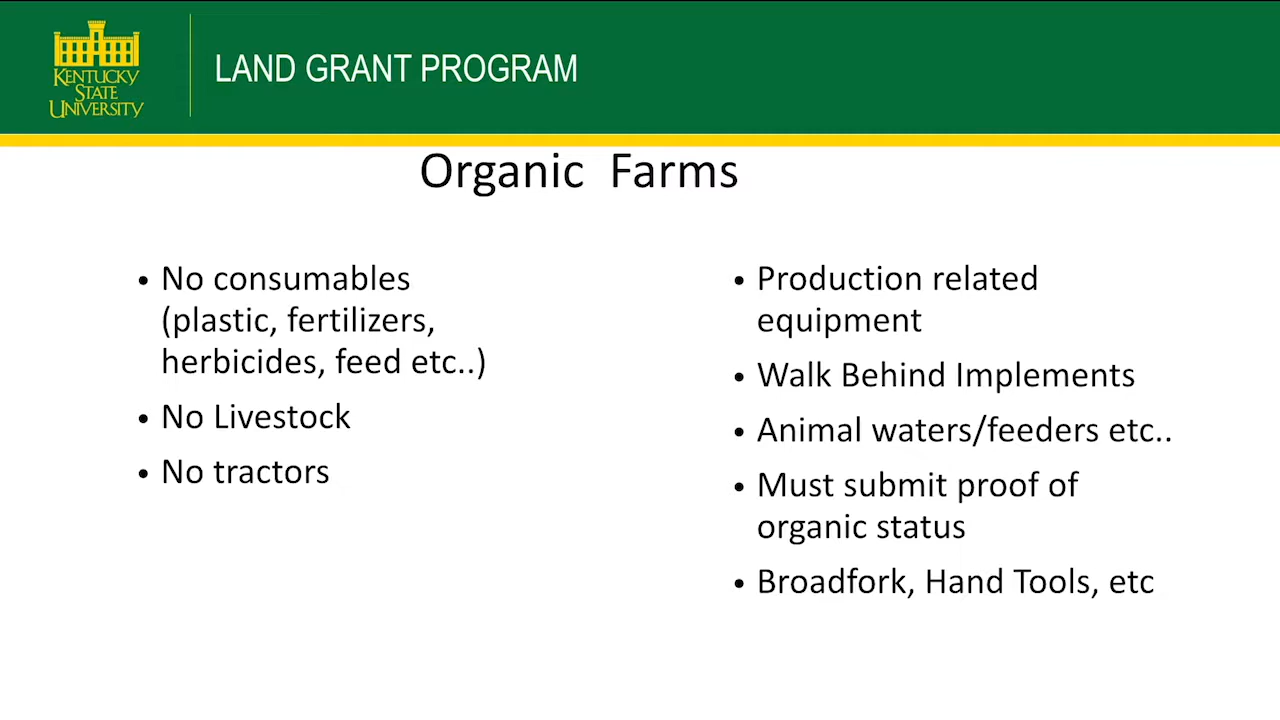 KENTUCKY
STATE
UNIVERSITY
LAND GRANT PROGRAM
Organic Farms
• No consumables
(plastic, fertilizers,
herbicides, feed etc..)
• No Livestock
• No tractors
• Production related
equipment
• Walk Behind Implements
• Animal waters/feeders etc..
• Must submit proof of
organic status
• Broadfork, Hand Tools, etc